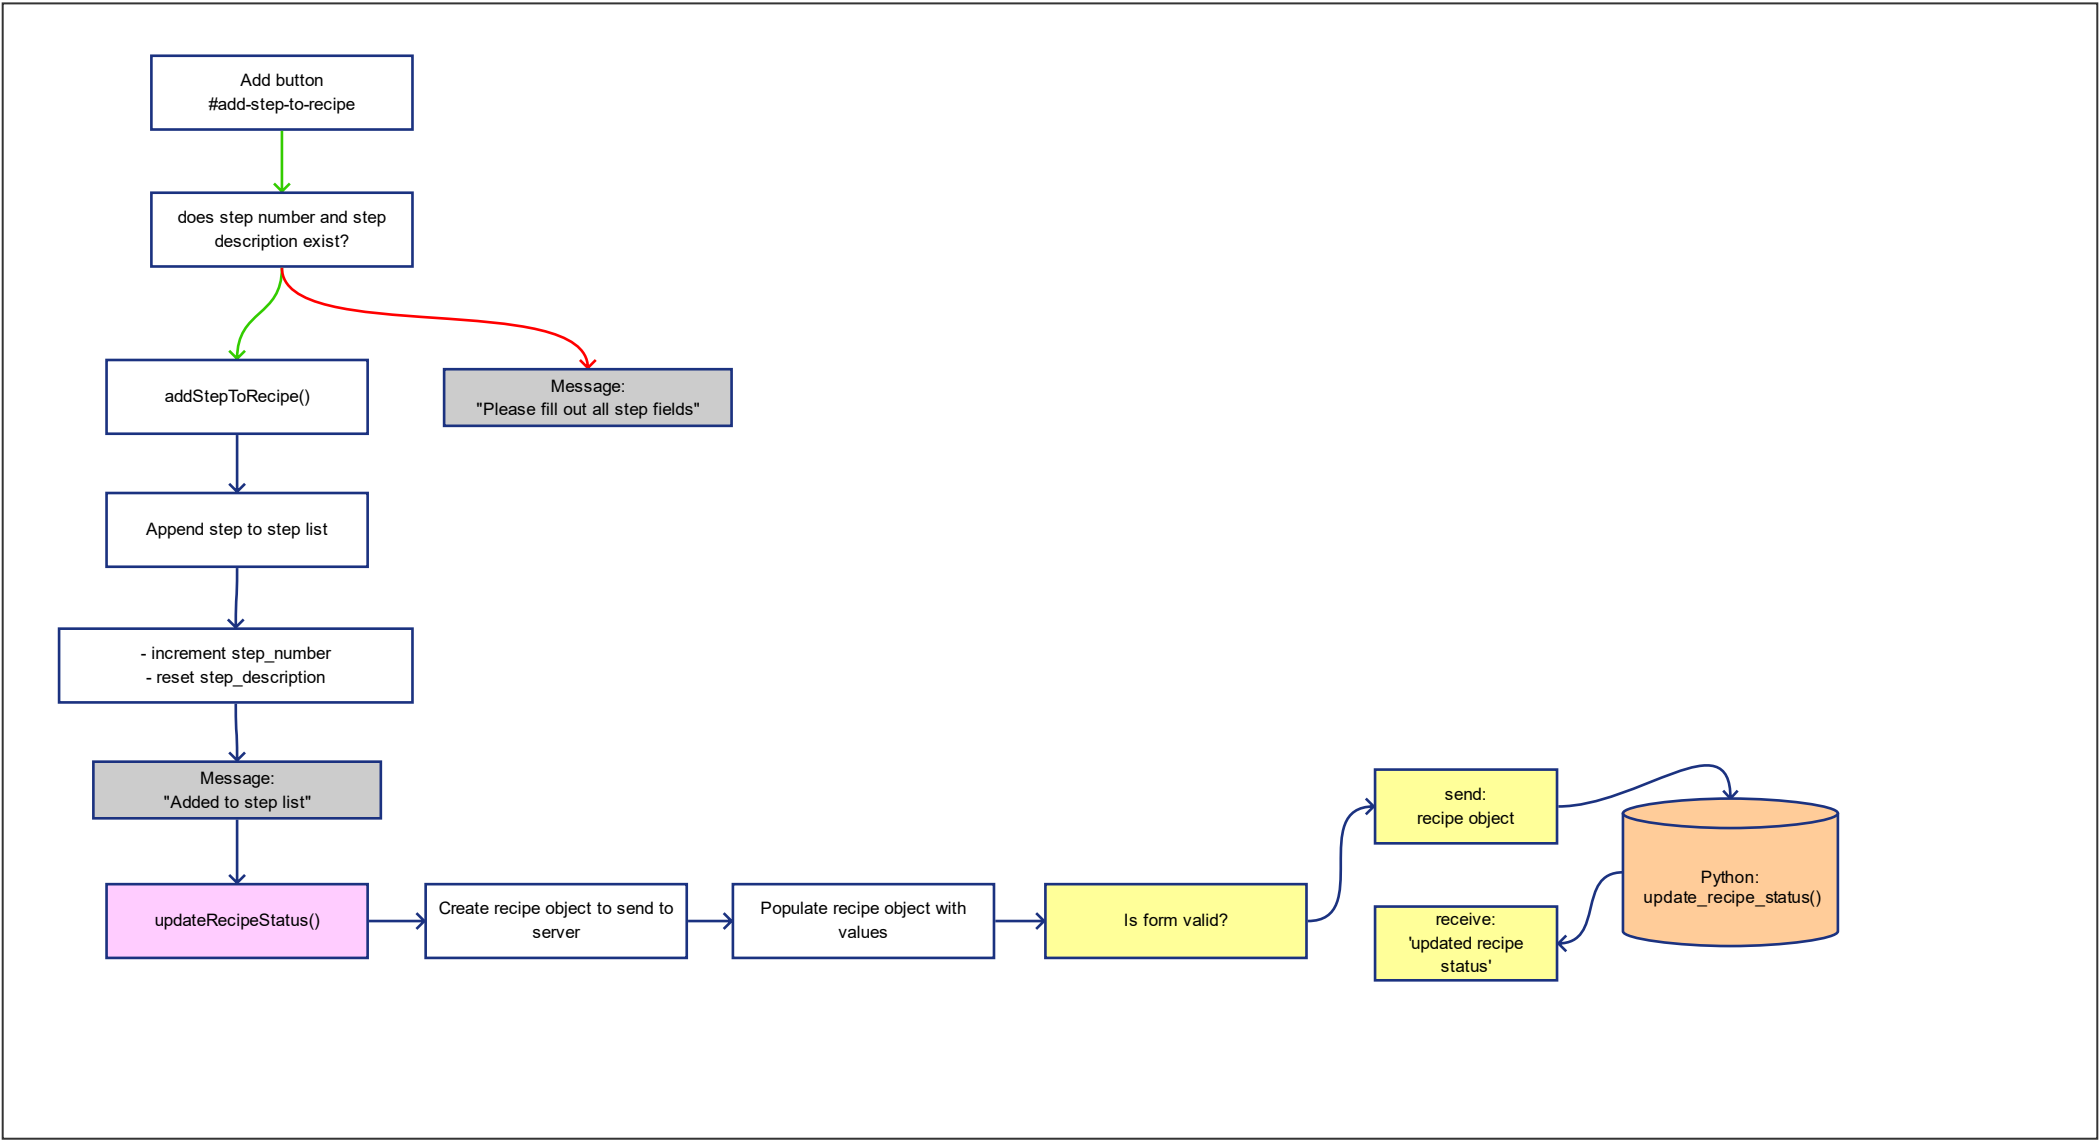 Add button
#add-step-to-recipe
does step number and step
description exist?
addStepToRecipe()
Message:
"Please fill out all step fields"
Append step to step list
- increment step_number
- reset step_description
Message:
"Added to step list"
updateRecipeStatus()
Create recipe object to send to
server
Populate recipe object with
values
Is form valid?
send:
recipe object
Python:
update_recipe_status()
receive:
'updated recipe
status'